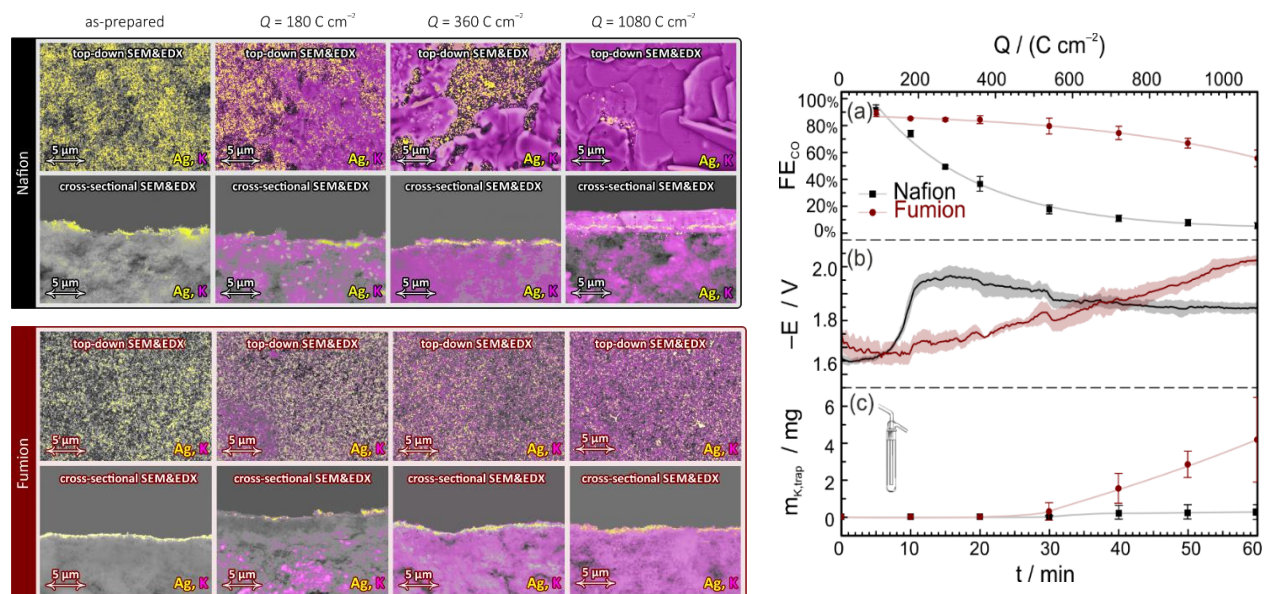 as-prepared
Q = 180 C cm⁻²
Q = 360 C cm⁻²
Q = 1080 C cm⁻²
Nafion
top-down SEM&EDX
5 µm
Ag, K
top-down SEM&EDX
5 µm
Ag, K
top-down SEM&EDX
5 µm
Ag, K
top-down SEM&EDX
5 µm
Ag, K
cross-sectional SEM&EDX
5 µm
Ag, K
cross-sectional SEM&EDX
5 µm
Ag, K
cross-sectional SEM&EDX
5 µm
Ag, K
cross-sectional SEM&EDX
5 µm
Ag, K
Fumion
top-down SEM&EDX
5 µm
Ag, K
top-down SEM&EDX
5 µm
Ag, K
top-down SEM&EDX
5 µm
Ag, K
top-down SEM&EDX
5 µm
Ag, K
cross-sectional SEM&EDX
5 µm
Ag, K
cross-sectional SEM&EDX
5 µm
Ag, K
cross-sectional SEM&EDX
5 µm
Ag, K
cross-sectional SEM&EDX
5 µm
Ag, K
Q / (C cm⁻²)
0 200 400 600 800 1000
(a)
FE_CO
100%
80%
60%
40%
20%
0%
Nafion
Fumion
(b)
−E / V
2.0
1.8
1.6
(c)
m_K,trap / mg
6
4
2
0
0 10 20 30 40 50 60
t / min